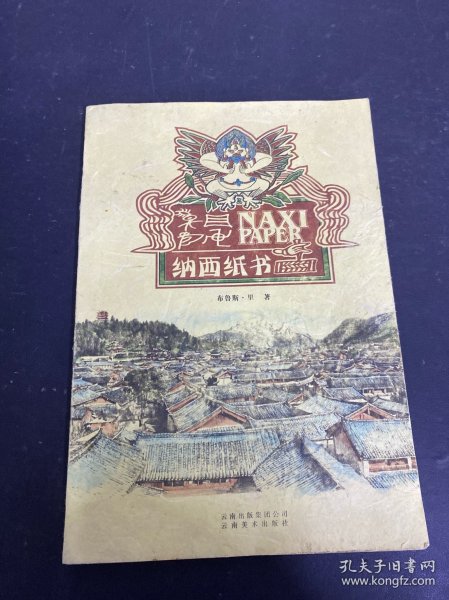 NAXI
PAPER
纳西纸书
布鲁斯·里 著
云南出版集团公司
云南美术出版社
孔夫子旧书网
www.kongfz.com